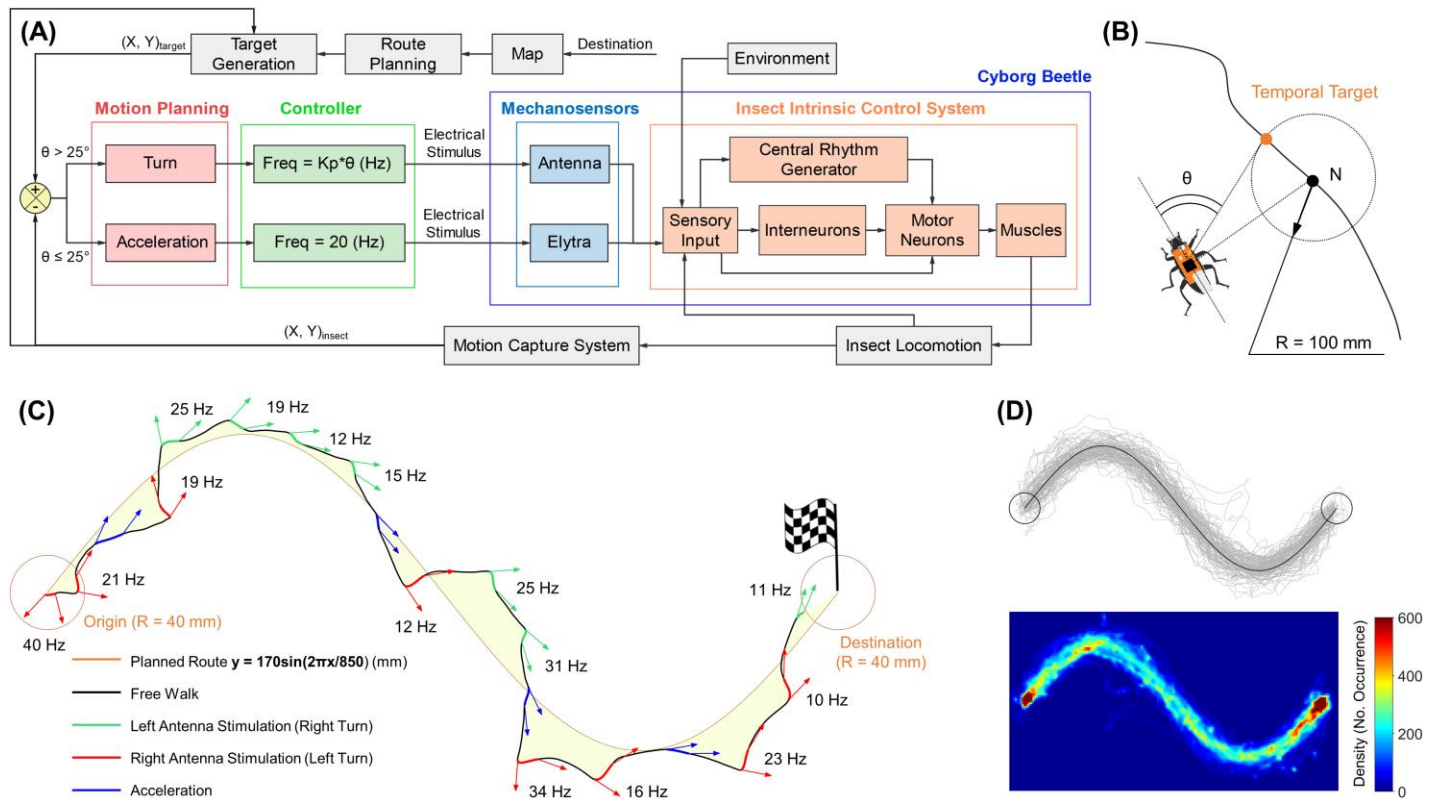 (A)
(X, Y)target
Target
Generation
Route
Planning
Map
Destination
Environment
Cyborg Beetle
Motion Planning
Controller
Mechanosensors
Insect Intrinsic Control System
θ > 25°
Turn
Freq = Kp*θ (Hz)
Electrical
Stimulus
Antenna
Central Rhythm
Generator
+
-
θ ≤ 25°
Acceleration
Freq = 20 (Hz)
Electrical
Stimulus
Elytra
Sensory
Input
Interneurons
Motor
Neurons
Muscles
(X, Y)insect
Motion Capture System
Insect Locomotion
(B)
Temporal Target
θ
N
R = 100 mm
(C)
25 Hz
19 Hz
12 Hz
15 Hz
19 Hz
21 Hz
40 Hz
Origin (R = 40 mm)
12 Hz
25 Hz
31 Hz
34 Hz
16 Hz
23 Hz
10 Hz
11 Hz
Destination
(R = 40 mm)
Planned Route y = 170sin(2πx/850) (mm)
Free Walk
Left Antenna Stimulation (Right Turn)
Right Antenna Stimulation (Left Turn)
Acceleration
(D)
600
400
200
0
Density (No. Occurrence)